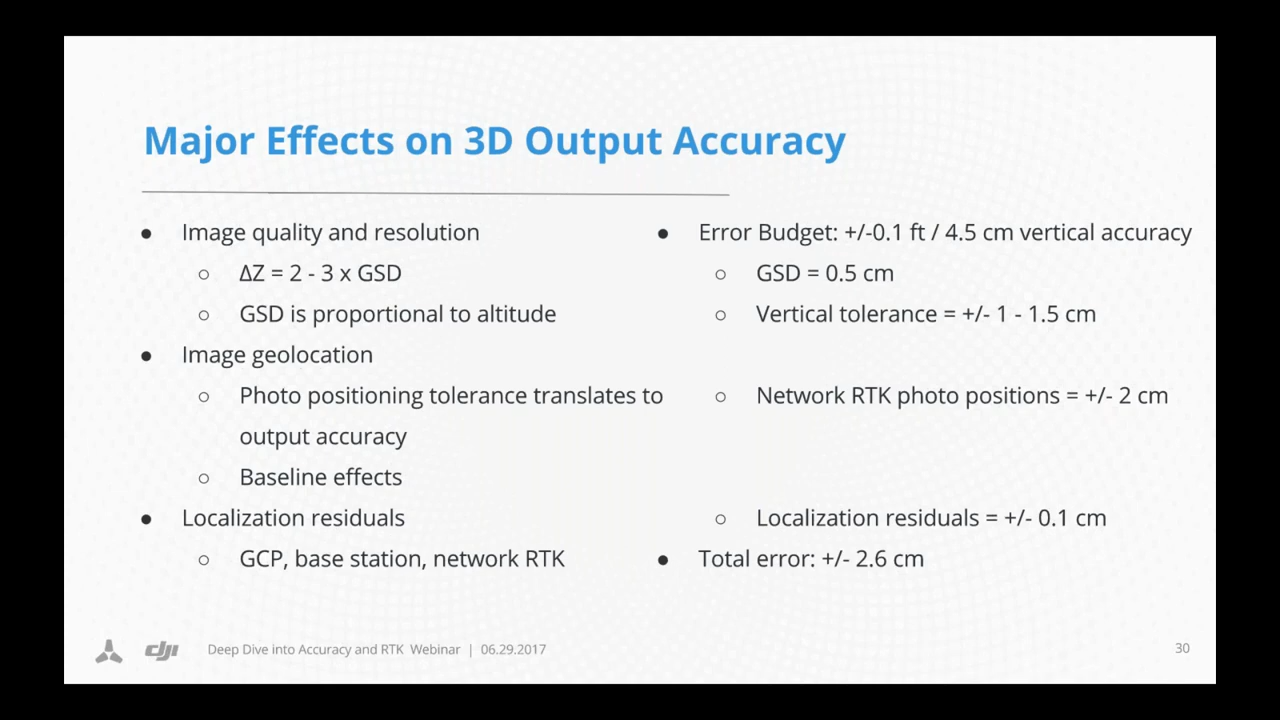 Major Effects on 3D Output Accuracy
● Image quality and resolution
○ ΔZ = 2 - 3 x GSD
○ GSD is proportional to altitude
● Image geolocation
○ Photo positioning tolerance translates to
output accuracy
○ Baseline effects
● Localization residuals
○ GCP, base station, network RTK
● Error Budget: +/-0.1 ft / 4.5 cm vertical accuracy
○ GSD = 0.5 cm
○ Vertical tolerance = +/- 1 - 1.5 cm
○ Network RTK photo positions = +/- 2 cm
○ Localization residuals = +/- 0.1 cm
● Total error: +/- 2.6 cm
dji
Deep Dive into Accuracy and RTK Webinar | 06.29.2017
30